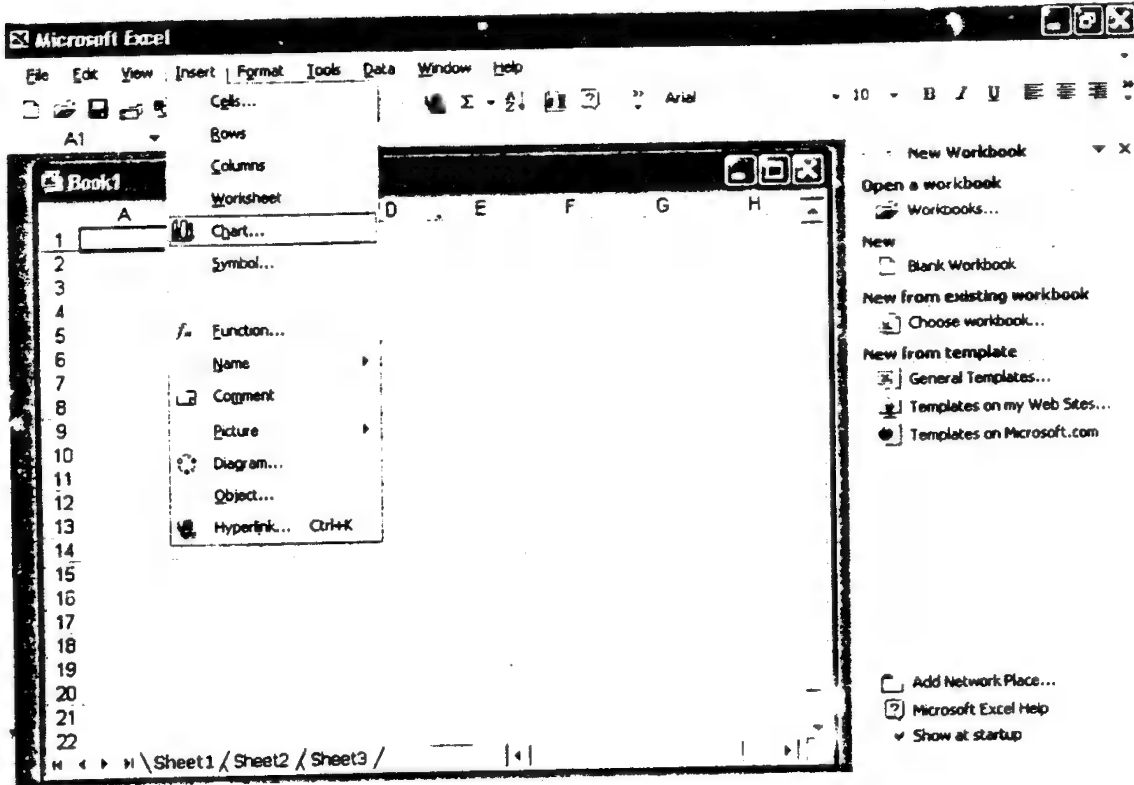 Microsoft Excel
File Edit View Insert Format Tools Data Window Help
Arial 10 B I U
A1
Book1
A D E F G H
1
2
3
4
5
6
7
8
9
10
11
12
13
14
15
16
17
18
19
20
21
22
Cells...
Rows
Columns
Worksheet
Chart...
Symbol...
Function...
Name
Comment
Picture
Diagram...
Object...
Hyperlink... Ctrl+K
Sheet1 Sheet2 Sheet3
New Workbook
Open a workbook
Workbooks...
New
Blank Workbook
New from existing workbook
Choose workbook...
New from template
General Templates...
Templates on my Web Sites...
Templates on Microsoft.com
Add Network Place...
Microsoft Excel Help
Show at startup